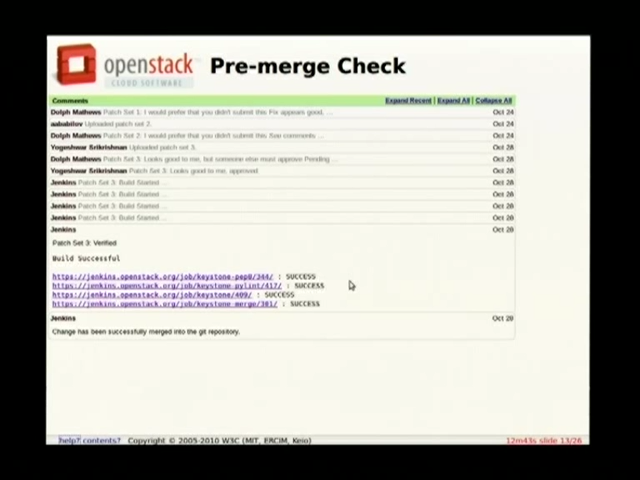 openstack
CLOUD SOFTWARE
Pre-merge Check
Comments Expand Recent | Expand All | Collapse All
Dolph Mathews Patch Set 1: I would prefer that you didn't submit this Fix appears good, ... Oct 24
Uploaded patch set 2. Oct 24
Dolph Mathews Patch Set 2: I would prefer that you didn't submit this See comments ... Oct 24
Yogeshwar Srikrishnan Uploaded patch set 3. Oct 28
Dolph Mathews Patch Set 3: Looks good to me, but someone else must approve Pending ... Oct 28
Yogeshwar Srikrishnan Patch Set 3: Looks good to me, approved Oct 28
Jenkins Patch Set 3: Build Started ... Oct 28
Jenkins Patch Set 3: Build Started ... Oct 28
Jenkins Patch Set 3: Build Started ... Oct 28
Jenkins Patch Set 3: Build Started ... Oct 28
Jenkins Oct 28
Patch Set 3: Verified
Build Successful
https://jenkins.openstack.org/job/keystone-pep8/344/ : SUCCESS
https://jenkins.openstack.org/job/keystone-pylint/417/ : SUCCESS
https://jenkins.openstack.org/job/keystone/409/ : SUCCESS
https://jenkins.openstack.org/job/keystone-merge/381/ : SUCCESS
Jenkins Oct 28
Change has been successfully merged into the git repository.
help? contents? Copyright © 2005-2010 W3C (MIT, ERCIM, Keio) 12m43s slide 13/26